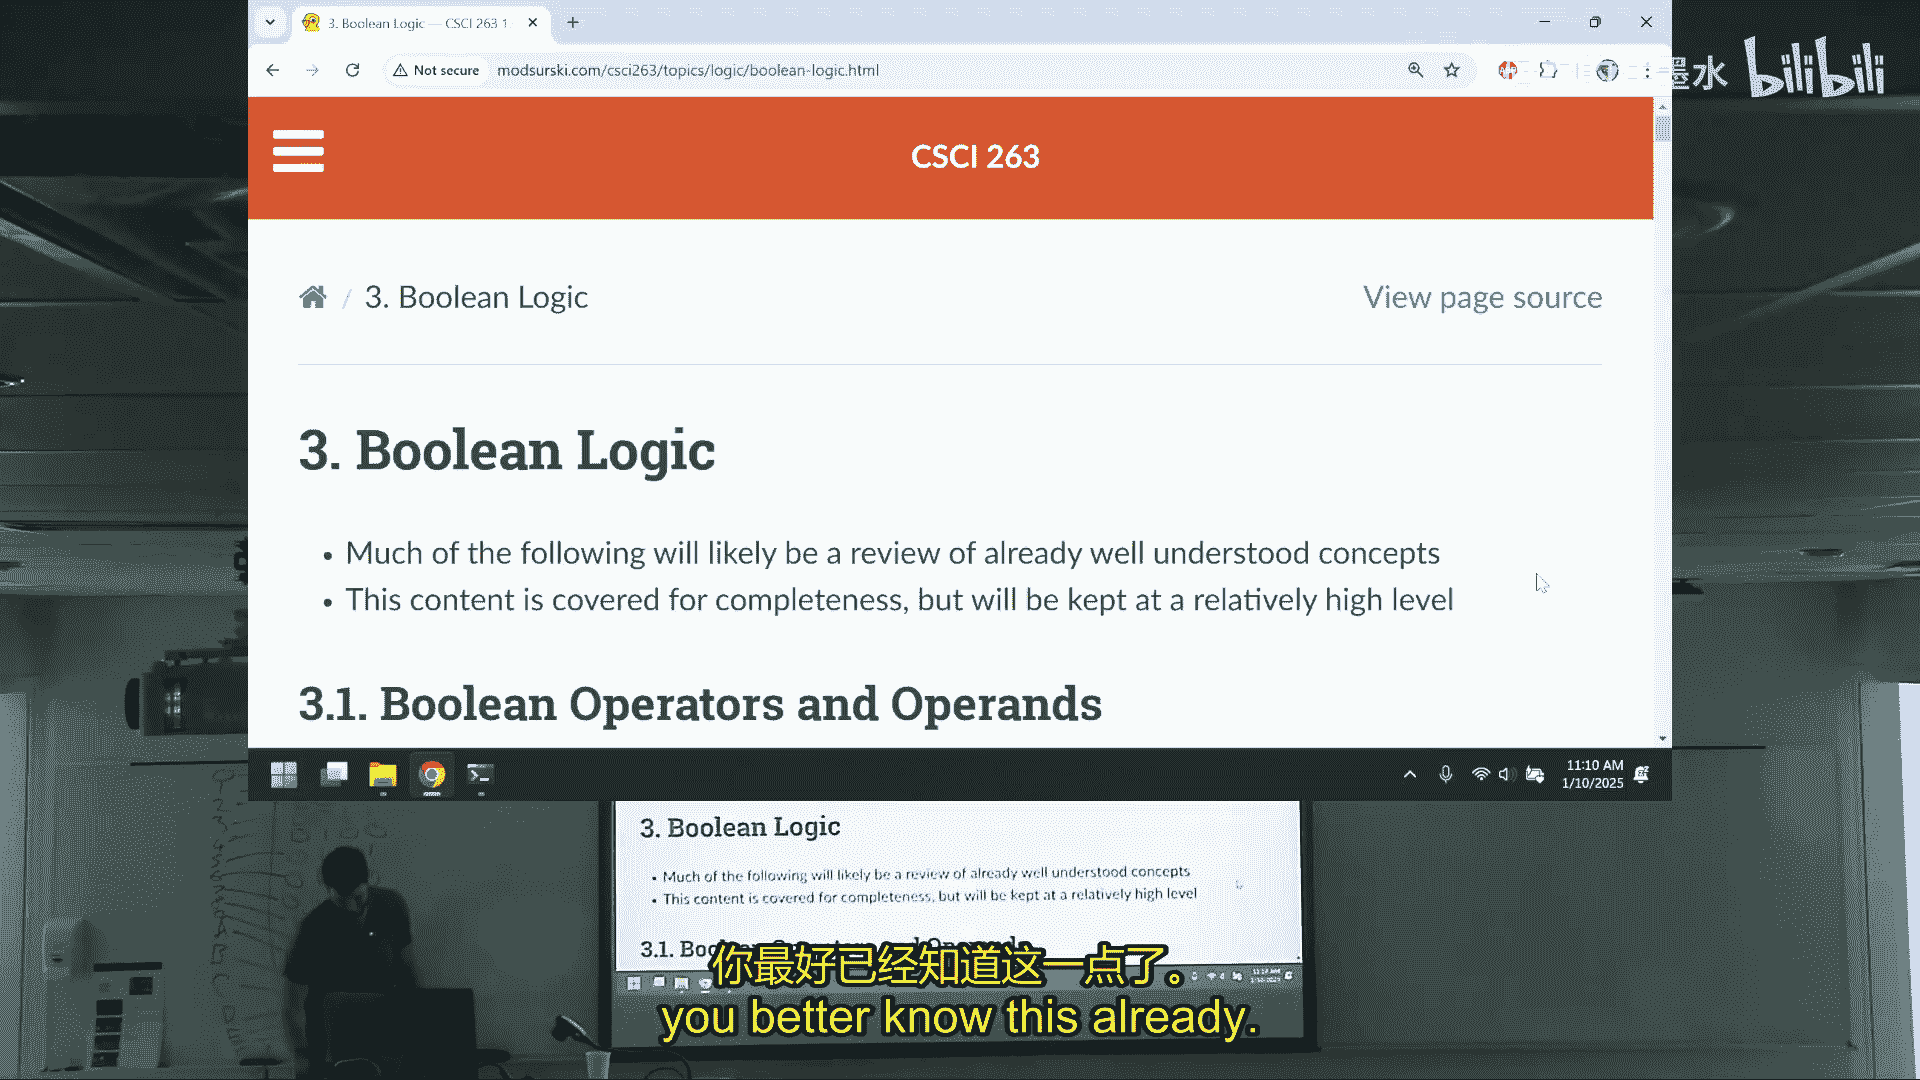 3. Boolean Logic — CSCI 263 1
Not secure
modsurski.com/csci263/topics/logic/boolean-logic.html
墨水 bilibili
CSCI 263
/ 3. Boolean Logic
View page source
3. Boolean Logic
• Much of the following will likely be a review of already well understood concepts
• This content is covered for completeness, but will be kept at a relatively high level
3.1. Boolean Operators and Operands
11:10 AM
1/10/2025
3. Boolean Logic
• Much of the following will likely be a review of already well understood concepts
• This content is covered for completeness, but will be kept at a relatively high level
3.1.
你最好已经知道这一点了。
you better know this already.